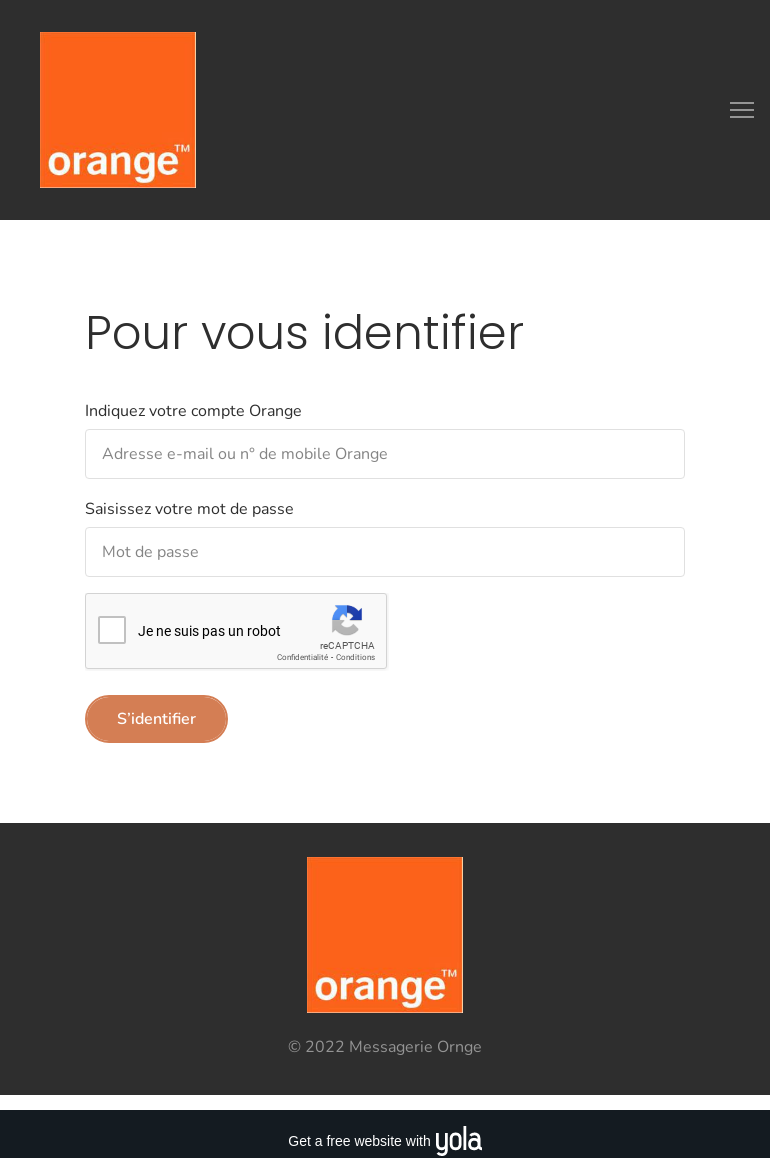 orange™
Pour vous identifier
Indiquez votre compte Orange
Adresse e-mail ou n° de mobile Orange
Saisissez votre mot de passe
Mot de passe
Je ne suis pas un robot
reCAPTCHA
Confidentialité - Conditions
S'identifier
orange™
© 2022 Messagerie Ornge
Get a free website with yola